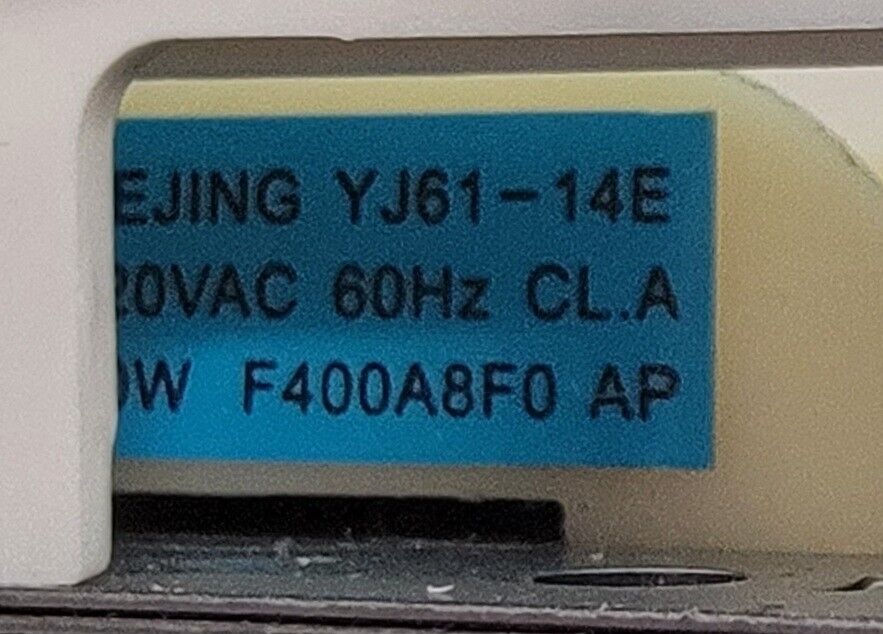 EJING YJ61-14E
20VAC 60Hz CL.A
0W F400A8F0 AP